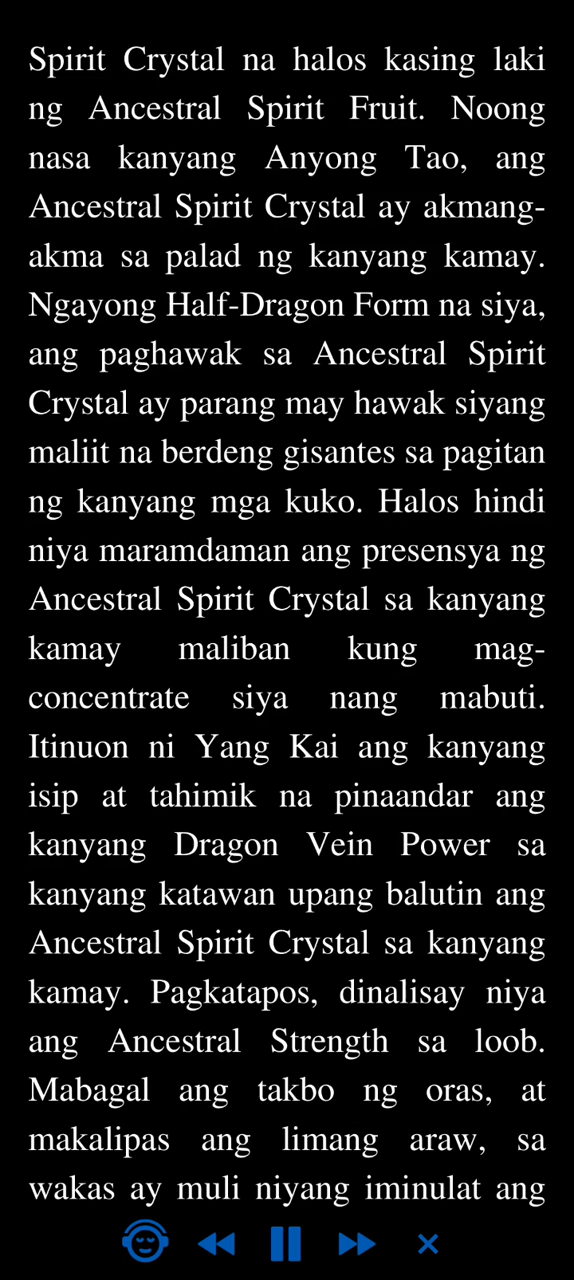 Spirit Crystal na halos kasing laki
ng Ancestral Spirit Fruit. Noong
nasa kanyang Anyong Tao, ang
Ancestral Spirit Crystal ay akmang-
akma sa palad ng kanyang kamay.
Ngayong Half-Dragon Form na siya,
ang paghawak sa Ancestral Spirit
Crystal ay parang may hawak siyang
maliit na berdeng gisantes sa pagitan
ng kanyang mga kuko. Halos hindi
niya maramdaman ang presensya ng
Ancestral Spirit Crystal sa kanyang
kamay maliban kung mag-
concentrate siya nang mabuti.
Itinuon ni Yang Kai ang kanyang
isip at tahimik na pinaandar ang
kanyang Dragon Vein Power sa
kanyang katawan upang balutin ang
Ancestral Spirit Crystal sa kanyang
kamay. Pagkatapos, dinalisay niya
ang Ancestral Strength sa loob.
Mabagal ang takbo ng oras, at
makalipas ang limang araw, sa
wakas ay muli niyang iminulat ang